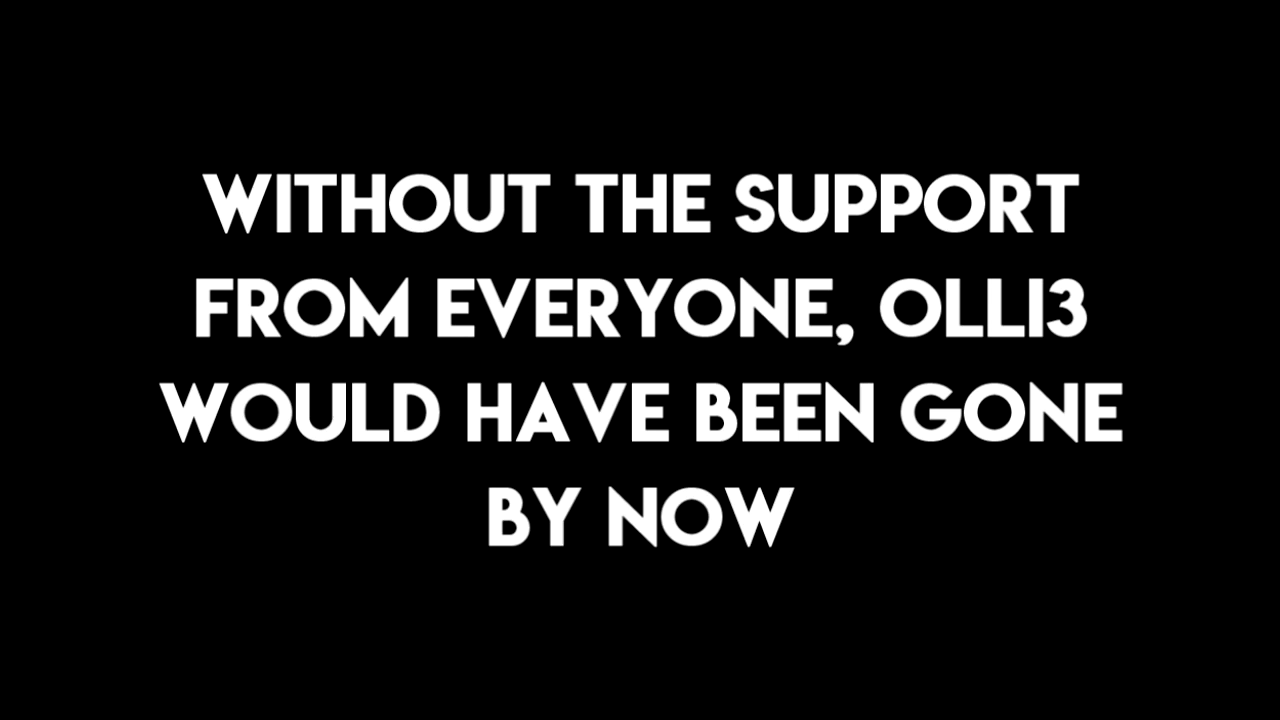 WITHOUT THE SUPPORT
FROM EVERYONE, OLLI3
WOULD HAVE BEEN GONE
BY NOW